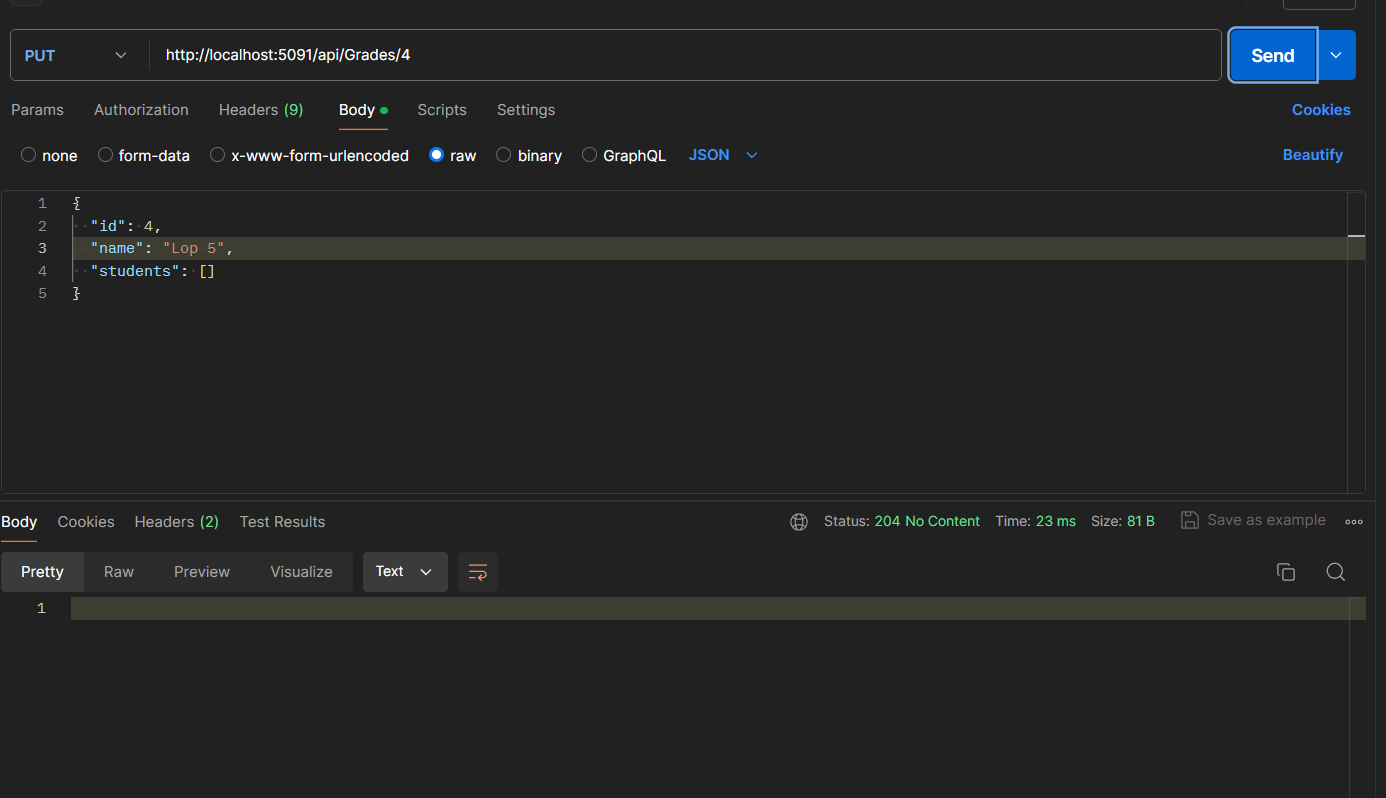 PUT http://localhost:5091/api/Grades/4 Send
Params Authorization Headers (9) Body Scripts Settings Cookies
none form-data x-www-form-urlencoded raw binary GraphQL JSON Beautify
1 {
2 "id": 4,
3 "name": "Lop 5",
4 "students": []
5 }
Body Cookies Headers (2) Test Results Status: 204 No Content Time: 23 ms Size: 81 B Save as example
Pretty Raw Preview Visualize Text
1